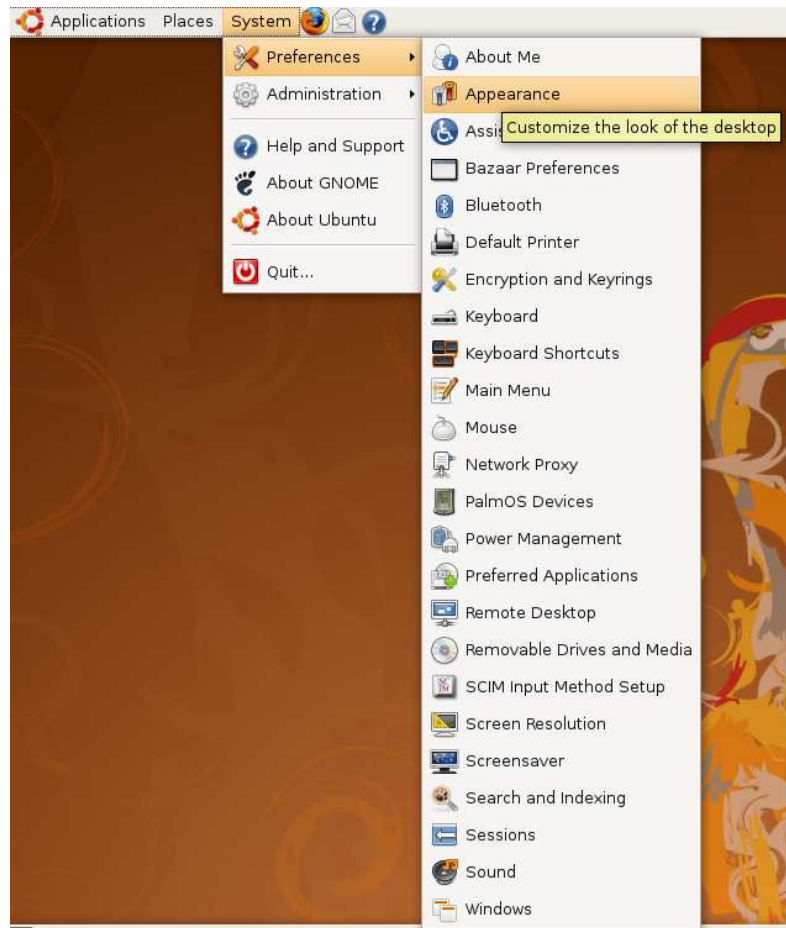 Applications Places System
Preferences
Administration
Help and Support
About GNOME
About Ubuntu
Quit...
About Me
Appearance
Assis
Customize the look of the desktop
Bazaar Preferences
Bluetooth
Default Printer
Encryption and Keyrings
Keyboard
Keyboard Shortcuts
Main Menu
Mouse
Network Proxy
PalmOS Devices
Power Management
Preferred Applications
Remote Desktop
Removable Drives and Media
SCIM Input Method Setup
Screen Resolution
Screensaver
Search and Indexing
Sessions
Sound
Windows